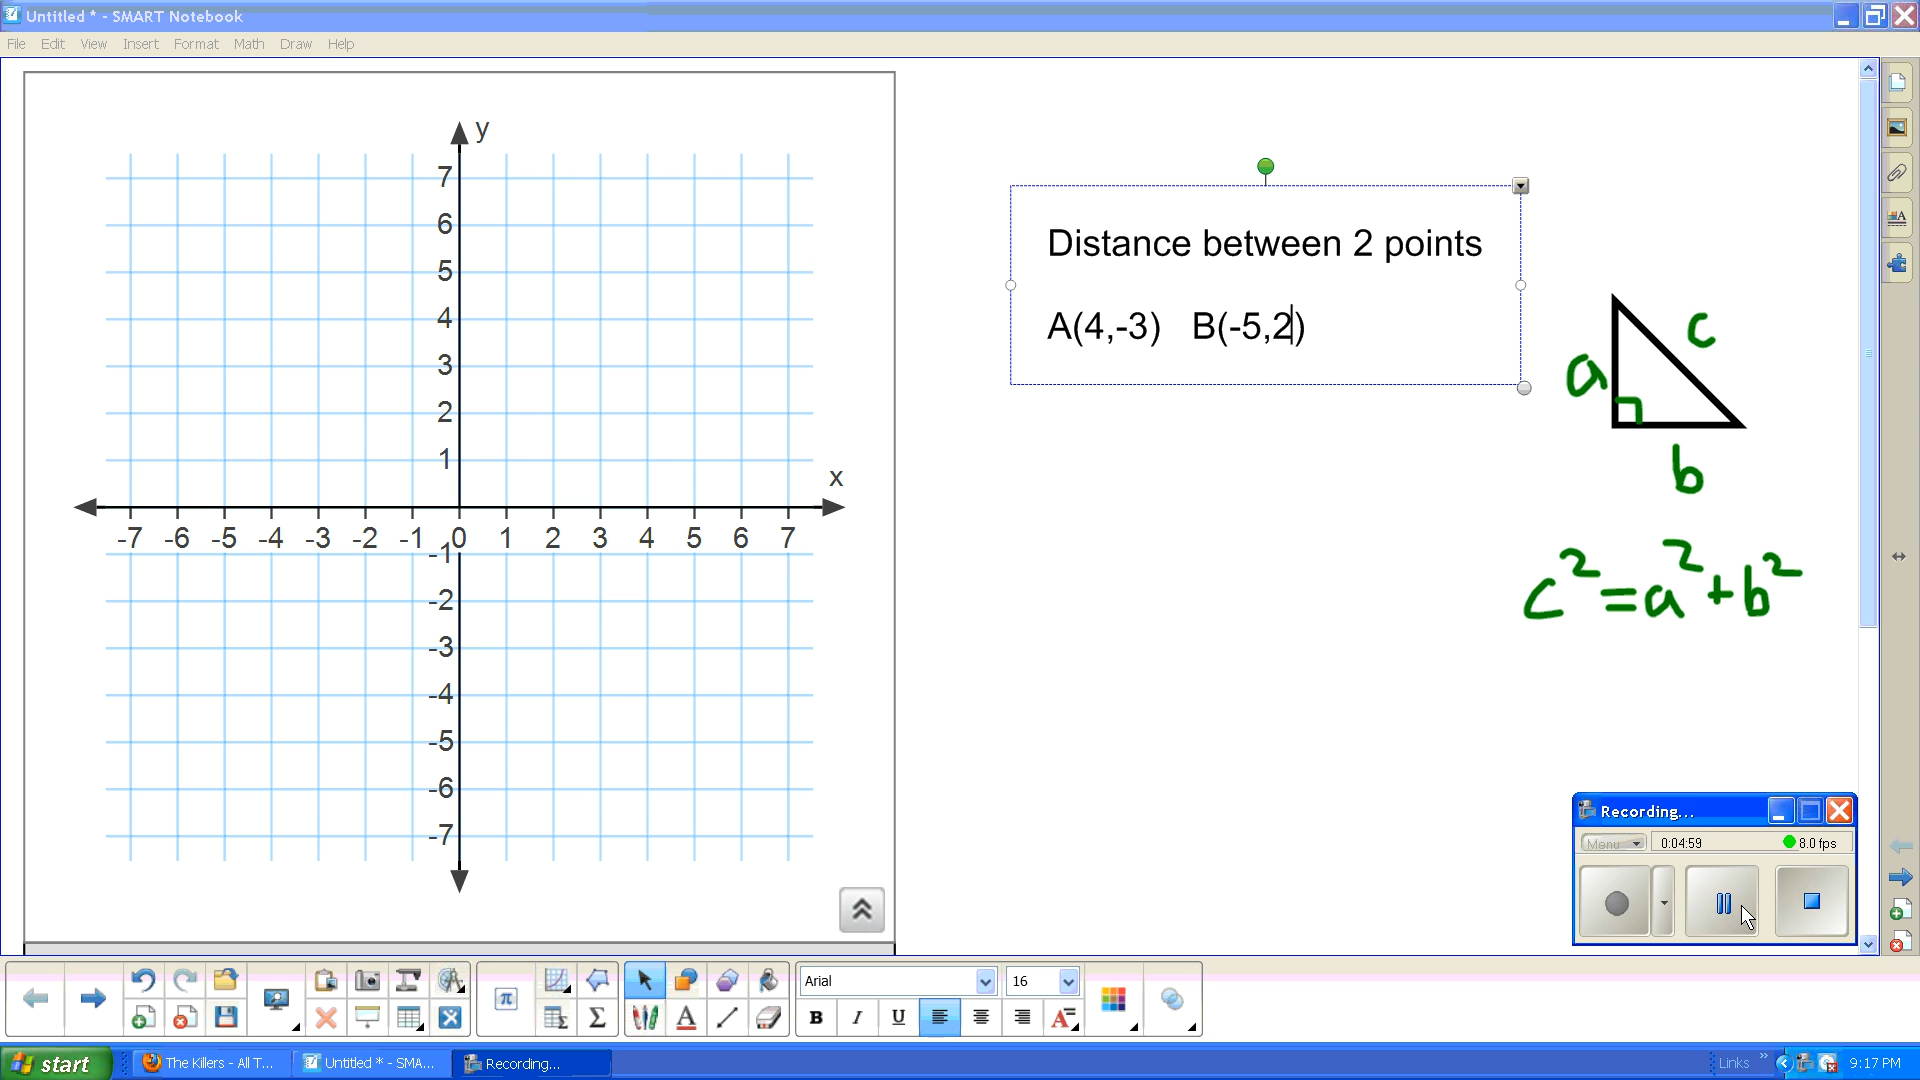 Untitled * - SMART Notebook
File Edit View Insert Format Math Draw Help
y
7
6
5
4
3
2
1
x
-7 -6 -5 -4 -3 -2 -1 0 1 2 3 4 5 6 7
-1
-2
-3
-4
-5
-6
-7
Distance between 2 points
A(4,-3) B(-5,2)
c
a
b
c²=a²+b²
Recording...
Menu 0:04:59 8.0 fps
π
Σ
A
Arial 16
B I U A
start The Killers - All T... Untitled * - SMA... Recording... Links » 9:17 PM